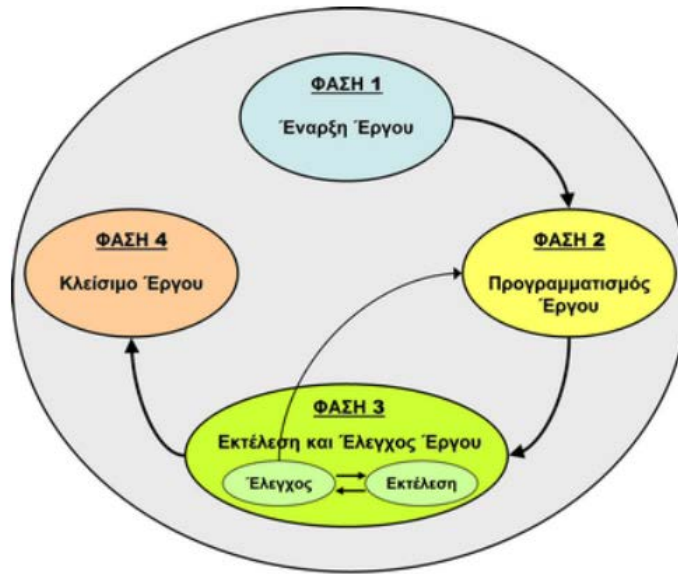 ΦΑΣΗ 1
Έναρξη Έργου
ΦΑΣΗ 2
Προγραμματισμός
Έργου
ΦΑΣΗ 3
Εκτέλεση και Έλεγχος Έργου
Έλεγχος
Εκτέλεση
ΦΑΣΗ 4
Κλείσιμο Έργου